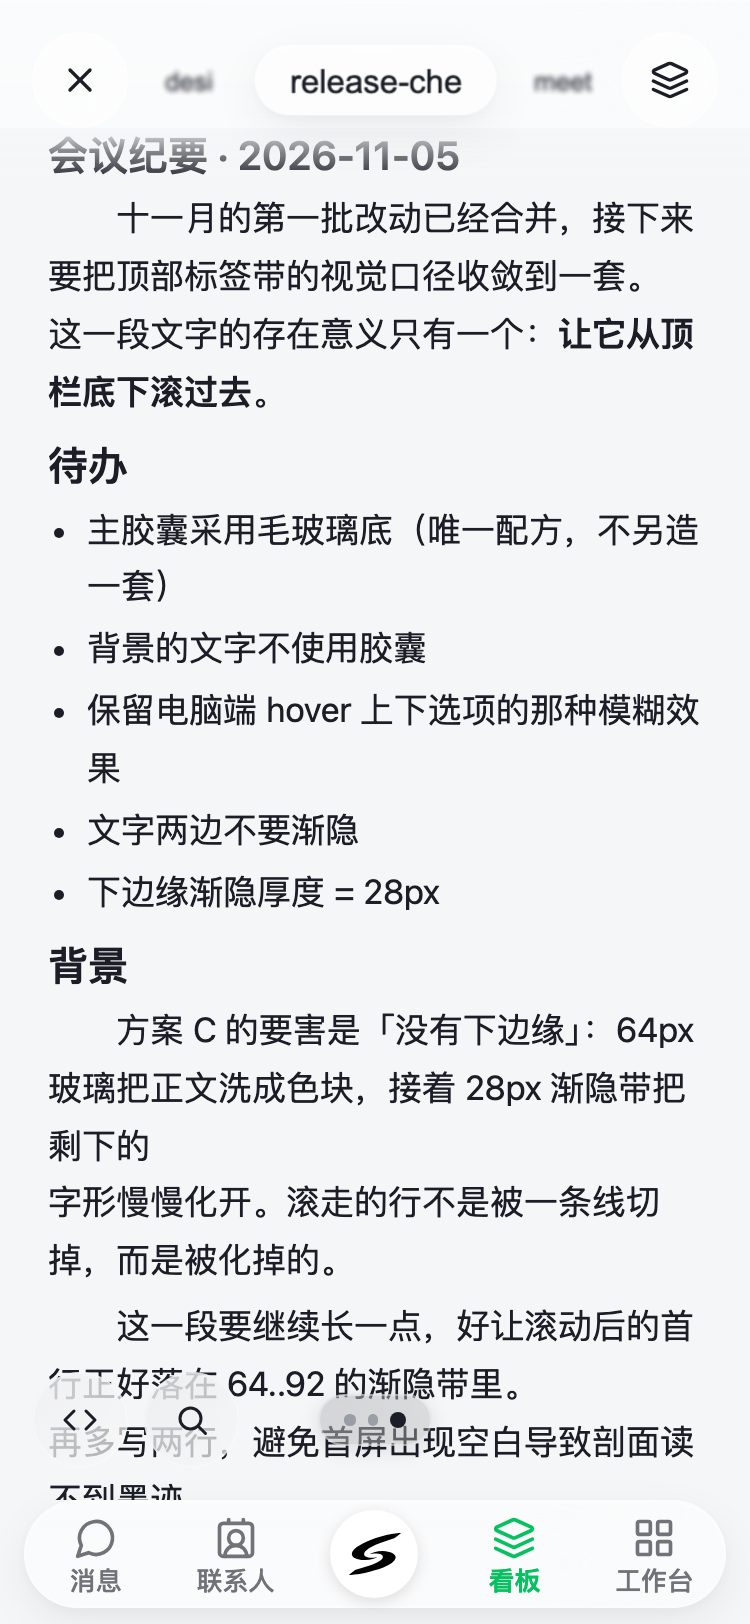 desi release-che meet
会议纪要 · 2026-11-05
十一月的第一批改动已经合并，接下来
要把顶部标签带的视觉口径收敛到一套。
这一段文字的存在意义只有一个：让它从顶
栏底下滚过去。
待办
• 主胶囊采用毛玻璃底（唯一配方，不另造
一套）
• 背景的文字不使用胶囊
• 保留电脑端 hover 上下选项的那种模糊效
果
• 文字两边不要渐隐
• 下边缘渐隐厚度 = 28px
背景
方案 C 的要害是「没有下边缘」：64px
玻璃把正文洗成色块，接着 28px 渐隐带把
剩下的
字形慢慢化开。滚走的行不是被一条线切
掉，而是被化掉的。
这一段要继续长一点，好让滚动后的首
行正好落在 64..92 的渐隐带里。
再多写两行，避免首屏出现空白导致剖面读
不到墨迹
消息 联系人 看板 工作台